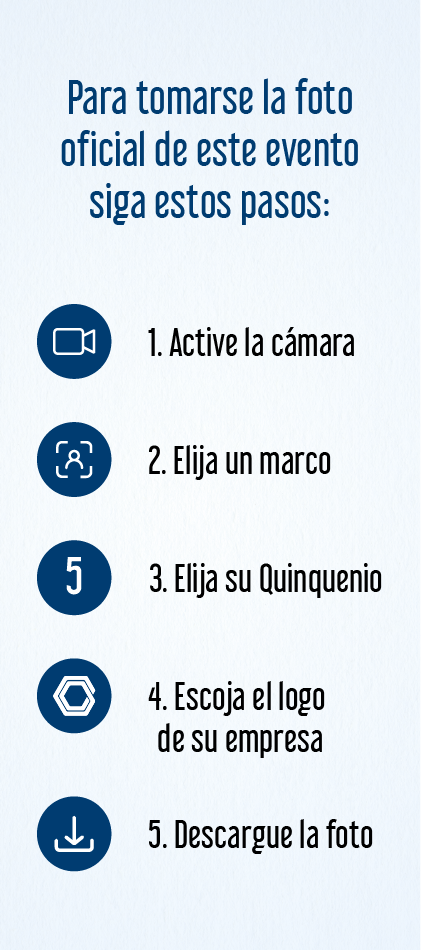 Para tomarse la foto
oficial de este evento
siga estos pasos:
1. Active la cámara
2. Elija un marco
5
3. Elija su Quinquenio
4. Escoja el logo
de su empresa
5. Descargue la foto